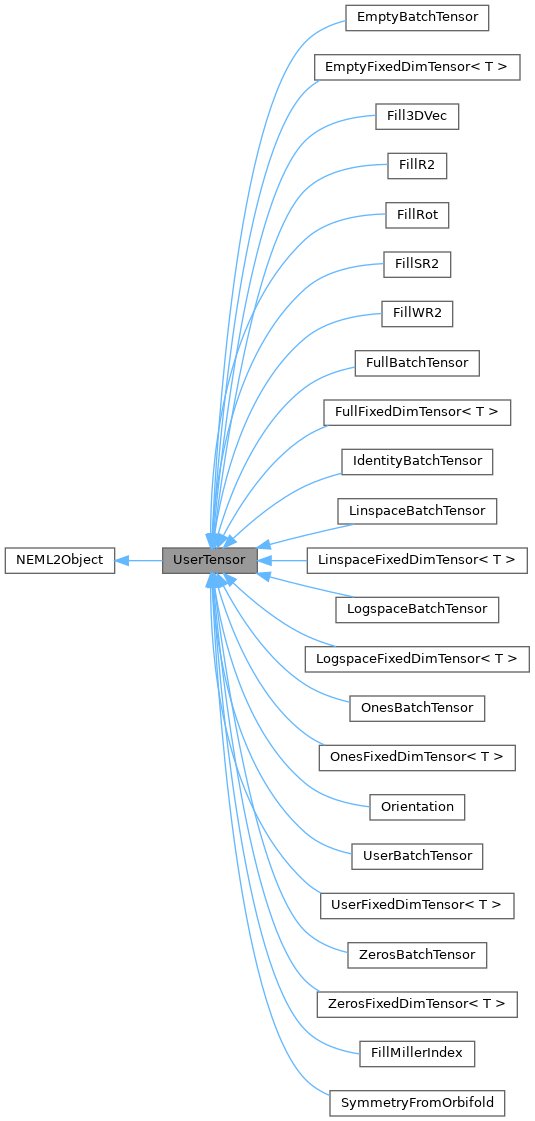 EmptyBatchTensor
EmptyFixedDimTensor< T >
Fill3DVec
FillR2
FillRot
FillSR2
FillWR2
FullBatchTensor
FullFixedDimTensor< T >
IdentityBatchTensor
LinspaceBatchTensor
NEML2Object
UserTensor
LinspaceFixedDimTensor< T >
LogspaceBatchTensor
LogspaceFixedDimTensor< T >
OnesBatchTensor
OnesFixedDimTensor< T >
Orientation
UserBatchTensor
UserFixedDimTensor< T >
ZerosBatchTensor
ZerosFixedDimTensor< T >
FillMillerIndex
SymmetryFromOrbifold